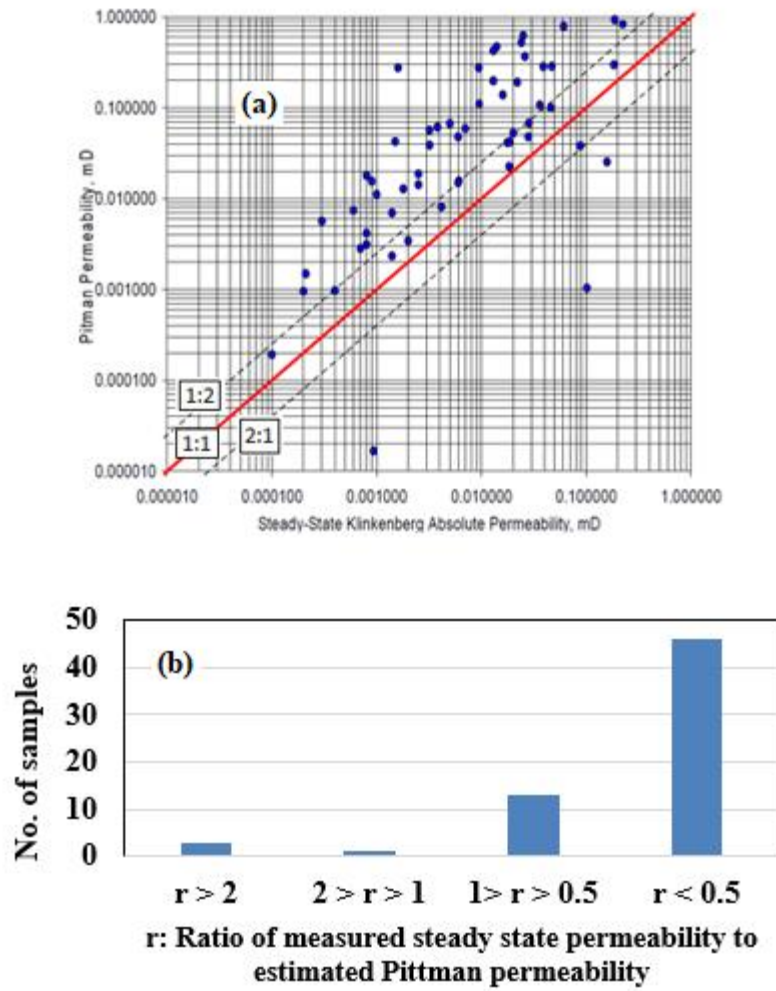 1.000000
(a)
0.100000
0.010000
0.001000
0.000100
0.000010
Pitman Permeability, mD
1:2
1:1
2:1
0.000010 0.000100 0.001000 0.010000 0.100000 1.000000
Steady-State Klinkenberg Absolute Permeability, mD
50
(b)
40
30
20
10
0
No. of samples
r > 2 2 > r > 1 1> r > 0.5 r < 0.5
r: Ratio of measured steady state permeability to
estimated Pittman permeability